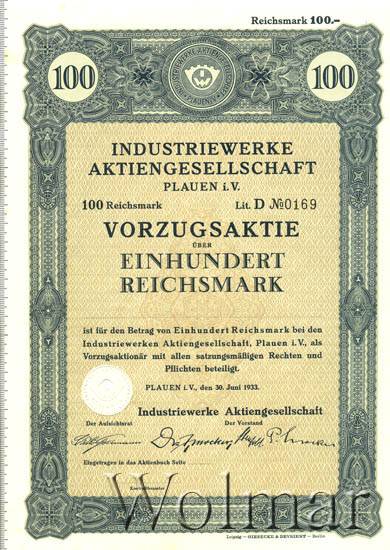 Reichsmark 100.–
100
100
INDUSTRIEWERKE
AKTIENGESELLSCHAFT
PLAUEN i.V.
100 Reichsmark Lit. D №0169
VORZUGSAKTIE
ÜBER
EINHUNDERT
REICHSMARK
ist für den Betrag von Einhundert Reichsmark bei den
Industriewerken Aktiengesellschaft, Plauen i.V., als
Vorzugsaktionär mit allen satzungsmäßigen Rechten und
Pflichten beteiligt.
PLAUEN i.V., den 30. Juni 1933.
Industriewerke Aktiengesellschaft
Der Aufsichtsrat Der Vorstand
Eingetragen in das Aktienbuch Seite
Kontrollbeamter
Wolmar
Leipzig – GIESECKE & DEVRIENT – Berlin